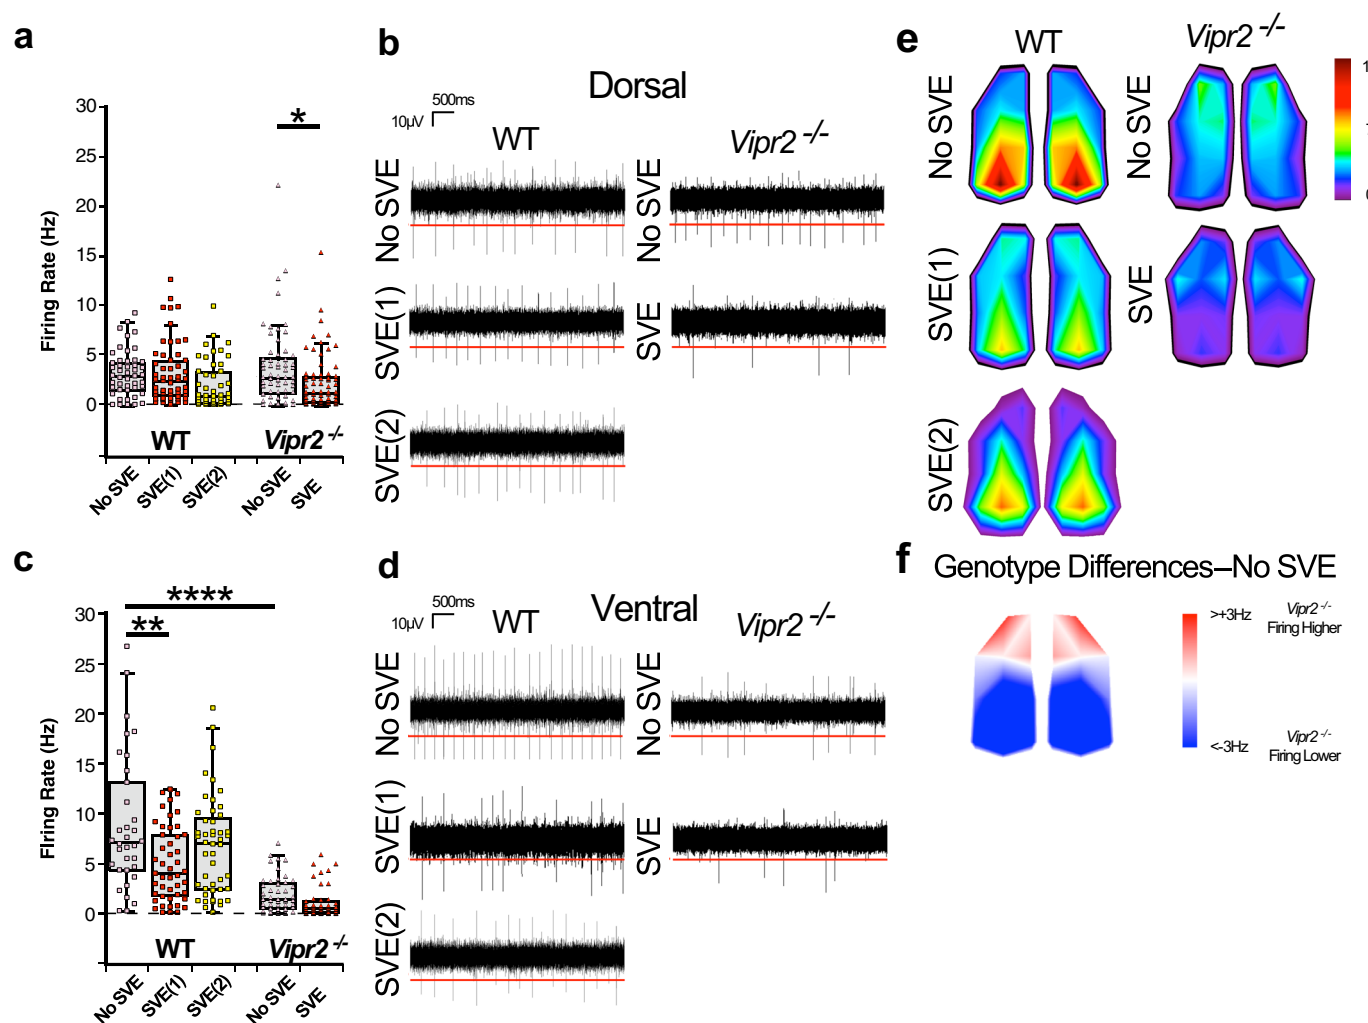 a
30
25
20
15
10
5
0
Firing Rate (Hz)
*
WT
Vipr2 -/-
No SVE
SVE(1)
SVE(2)
No SVE
SVE
b
Dorsal
500ms
10µV
WT
Vipr2 -/-
No SVE
No SVE
SVE(1)
SVE
SVE(2)
e
WT
Vipr2 -/-
No SVE
No SVE
SVE(1)
SVE
SVE(2)
c
30
25
20
15
10
5
0
FIring Rate (Hz)
****
**
WT
Vipr2 -/-
No SVE
SVE(1)
SVE(2)
No SVE
SVE
d
Ventral
500ms
10µV
WT
Vipr2 -/-
No SVE
No SVE
SVE(1)
SVE
SVE(2)
f
Genotype Differences–No SVE
>+3Hz
Vipr2 -/-
Firing Higher
<-3Hz
Vipr2 -/-
Firing Lower